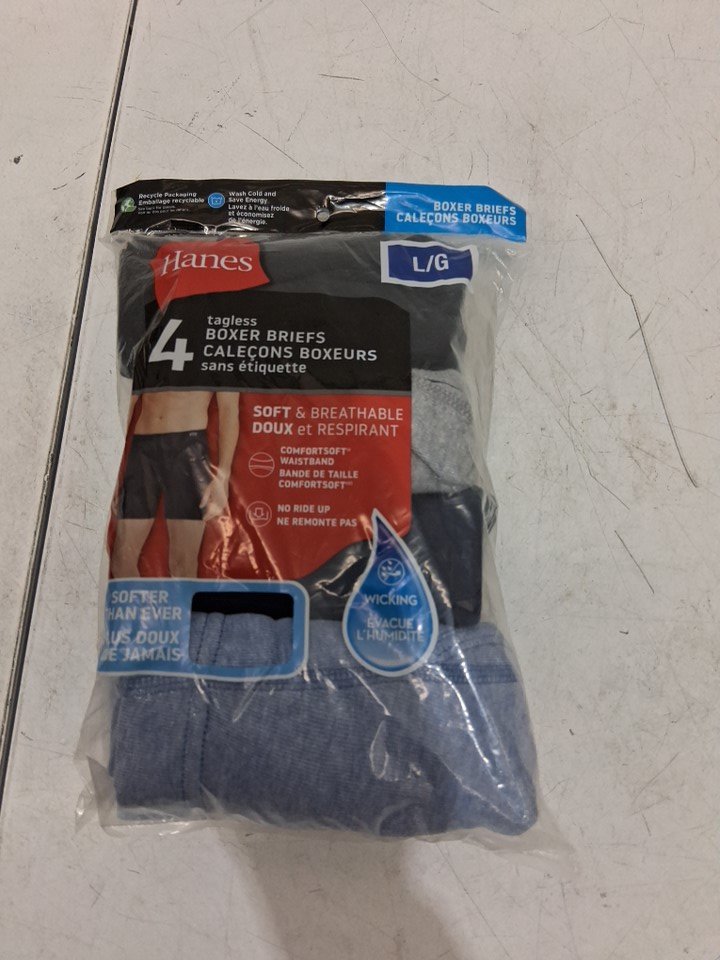 Recycle Packaging
Emballage recyclable
Wash Cold and
Save Energy
Lavez à l'eau froide
et économisez
de l'énergie.
BOXER BRIEFS
CALEÇONS BOXEURS
Hanes
L/G
4
tagless
BOXER BRIEFS
CALEÇONS BOXEURS
sans étiquette
SOFT & BREATHABLE
DOUX et RESPIRANT
COMFORTSOFT
WAISTBAND
BANDE DE TAILLE
COMFORTSOFT
NO RIDE UP
NE REMONTE PAS
WICKING
ÉVACUE
L'HUMIDITÉ
SOFTER
THAN EVER
DOUX
JAMAIS